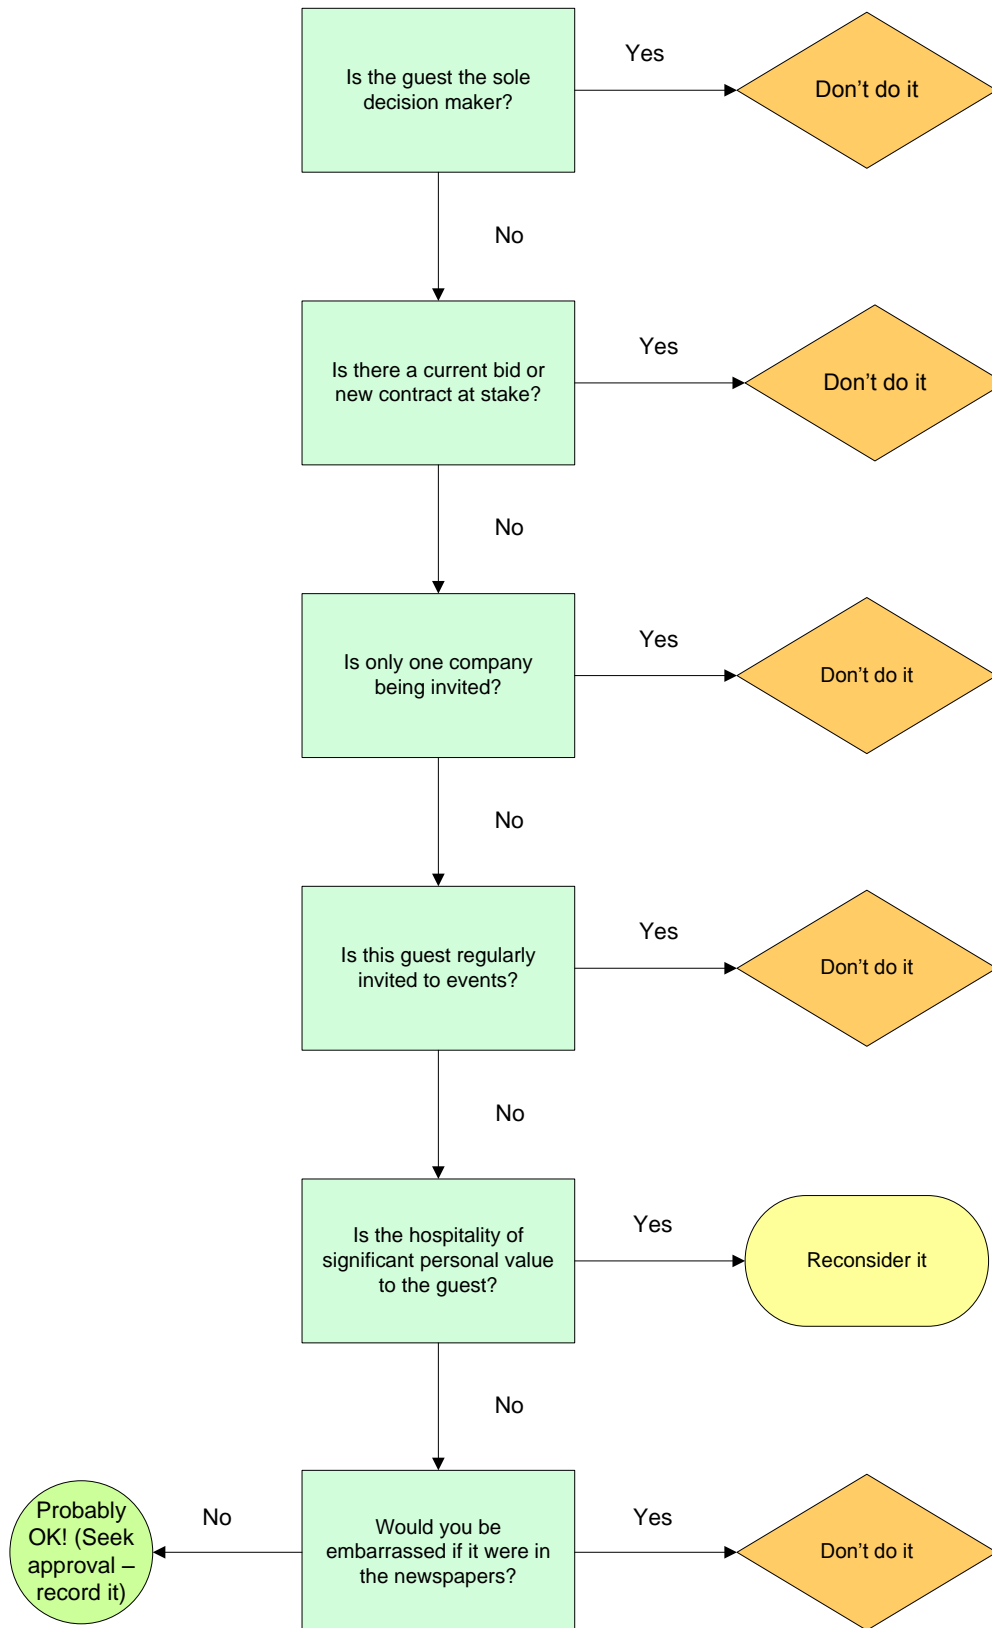 Is the guest the sole
decision maker?
Yes
Don’t do it
No
Is there a current bid or
new contract at stake?
Yes
Don’t do it
No
Is only one company
being invited?
Yes
Don’t do it
No
Is this guest regularly
invited to events?
Yes
Don’t do it
No
Is the hospitality of
significant personal value
to the guest?
Yes
Reconsider it
No
Would you be
embarrassed if it were in
the newspapers?
Yes
Don’t do it
No
Probably
OK! (Seek
approval –
record it)